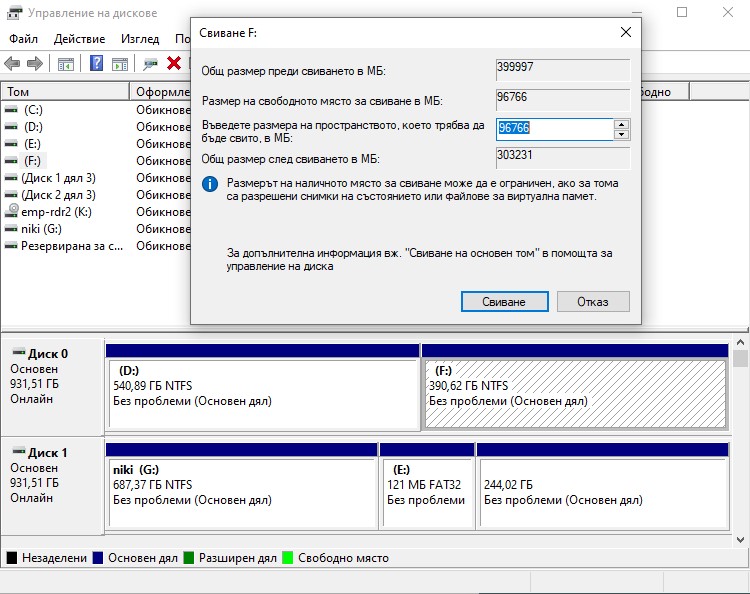 Управление на дискове
Файл Действие Изглед По
Том Оформле бодно
(C:) Обикнове
(D:) Обикнове
(E:) Обикнове
(F:) Обикнове
(Диск 1 дял 3) Обикнове
(Диск 2 дял 3) Обикнове
emp-rdr2 (K:) Обикнове
niki (G:) Обикнове
Резервирана за с... Обикнове
Свиване F:
Общ размер преди свиването в МБ: 399997
Размер на свободното място за свиване в МБ: 96766
Въведете размера на пространството, което трябва да
бъде свито, в МБ: 96766
Общ размер след свиването в МБ: 303231
Размерът на наличното място за свиване може да е ограничен, ако за тома
са разрешени снимки на състоянието или файлове за виртуална памет.
За допълнителна информация вж. "Свиване на основен том" в помощта за
управление на диска
Свиване Отказ
Диск 0
Основен
931,51 ГБ
Онлайн
(D:)
540,89 ГБ NTFS
Без проблеми (Основен дял)
(F:)
390,62 ГБ NTFS
Без проблеми (Основен дял)
Диск 1
Основен
931,51 ГБ
Онлайн
niki (G:)
687,37 ГБ NTFS
Без проблеми (Основен дял)
(E:)
121 МБ FAT32
Без проблеми
244,02 ГБ
Без проблеми (Основен дял)
Незаделени Основен дял Разширен дял Свободно място